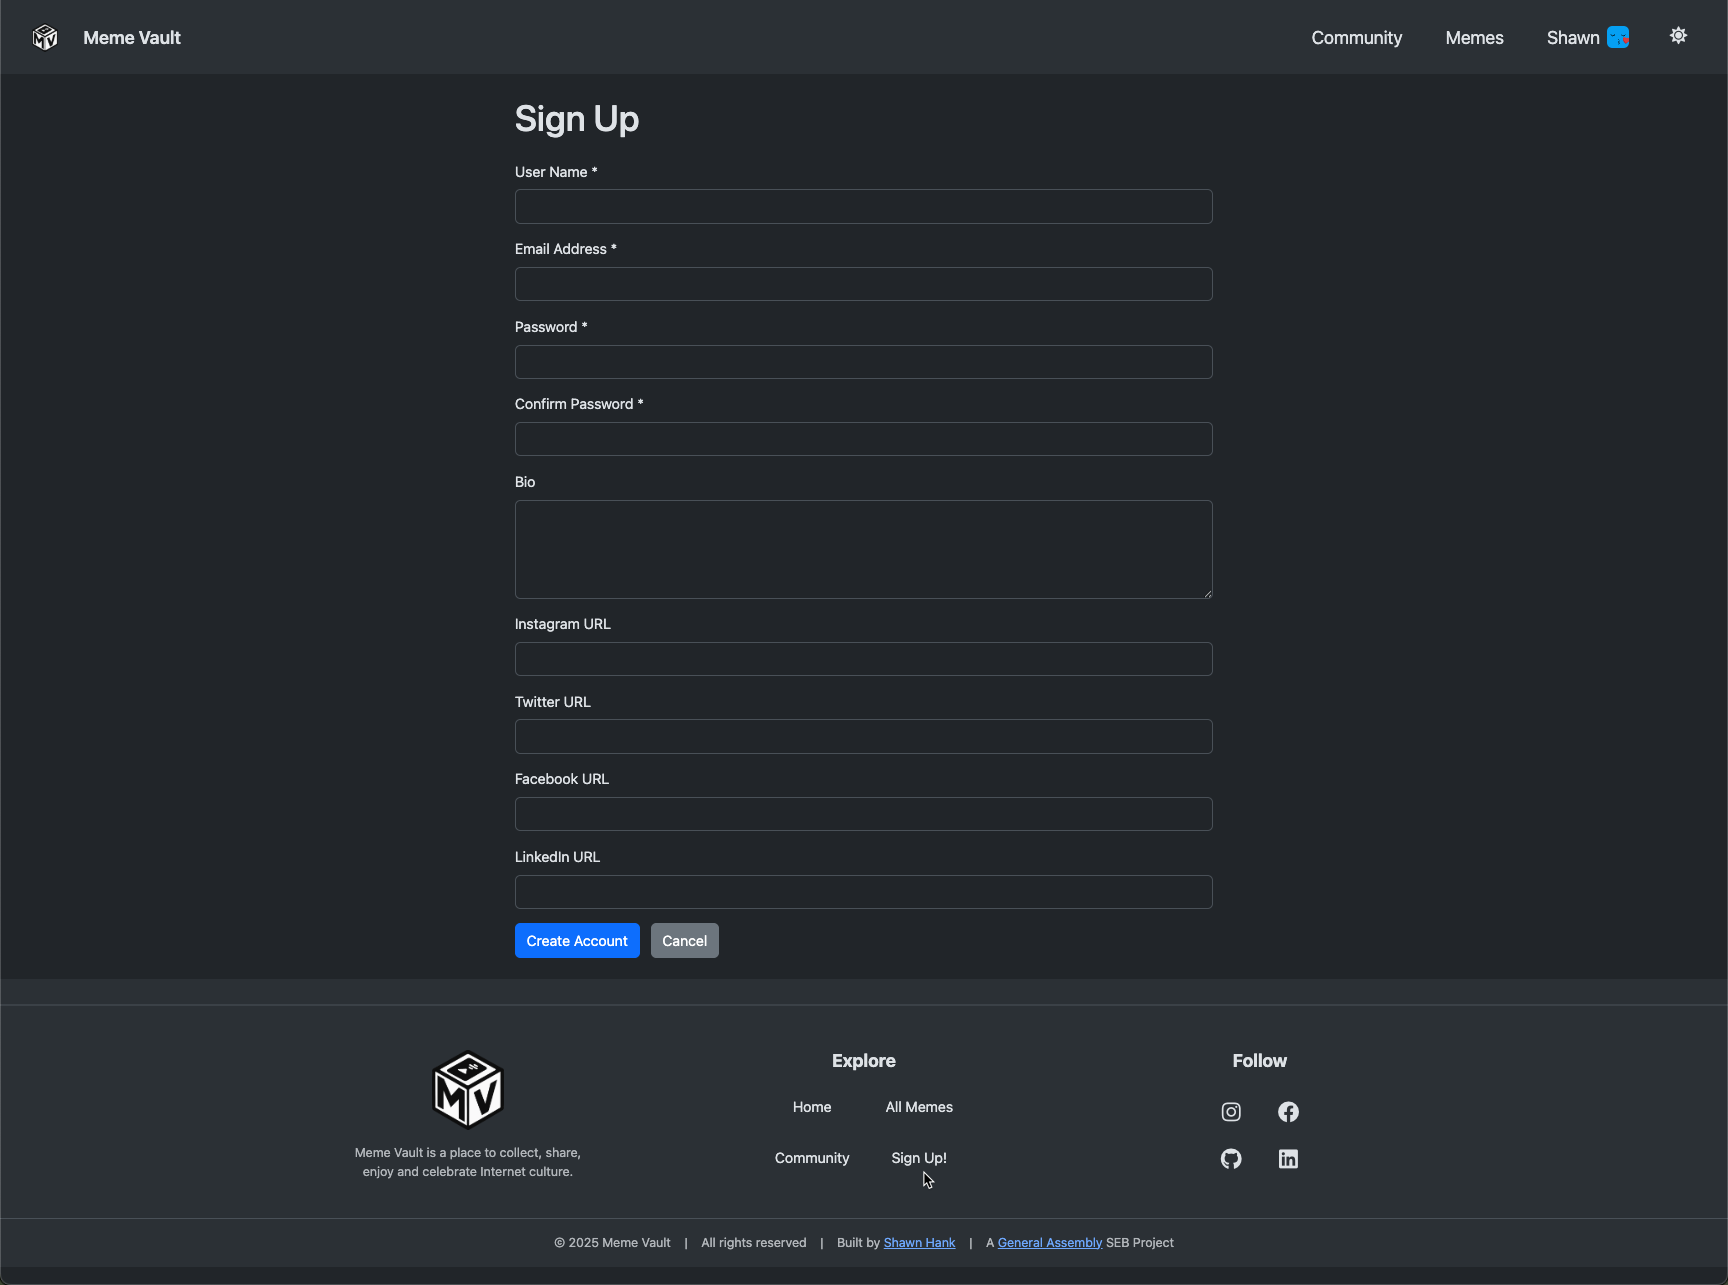 MV
Meme Vault
Community
Memes
Shawn
Sign Up
User Name *
Email Address *
Password *
Confirm Password *
Bio
Instagram URL
Twitter URL
Facebook URL
LinkedIn URL
Create Account
Cancel
MV
Meme Vault is a place to collect, share,
enjoy and celebrate Internet culture.
Explore
Home
All Memes
Community
Sign Up!
Follow
© 2025 Meme Vault | All rights reserved | Built by Shawn Hank | A General Assembly SEB Project